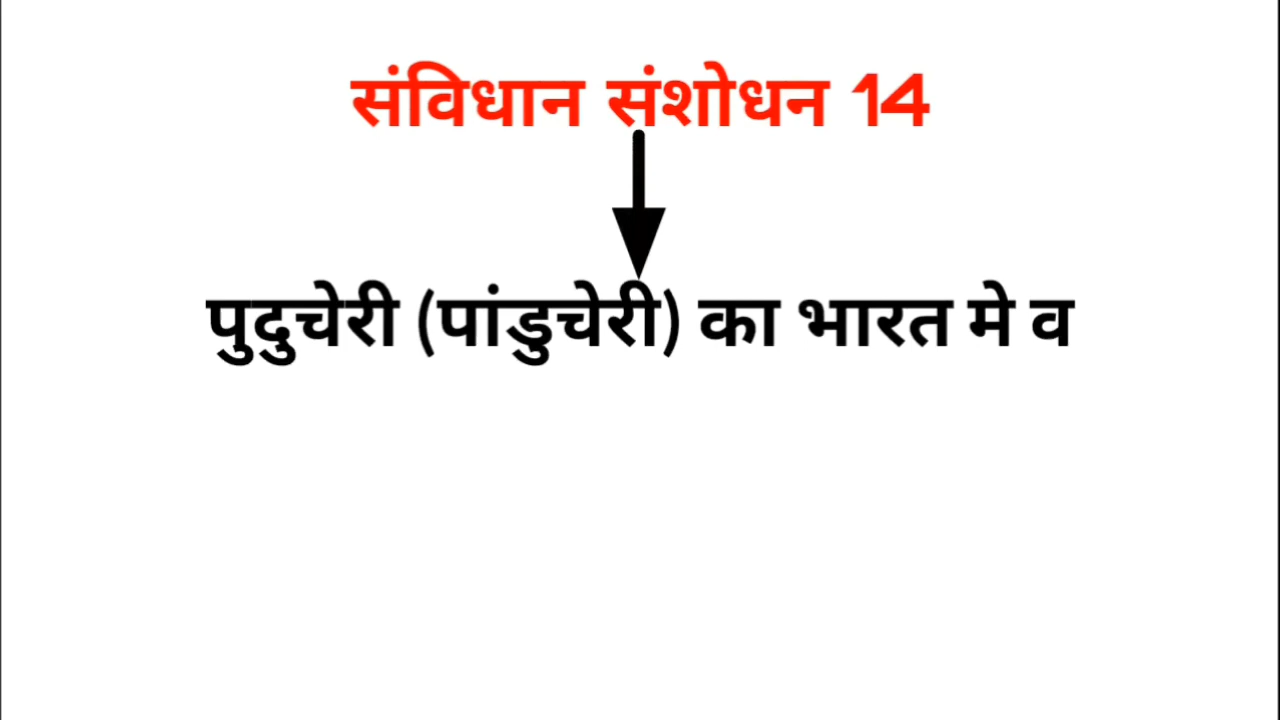 संविधान संशोधन 14
पुदुचेरी (पांडुचेरी) का भारत मे व